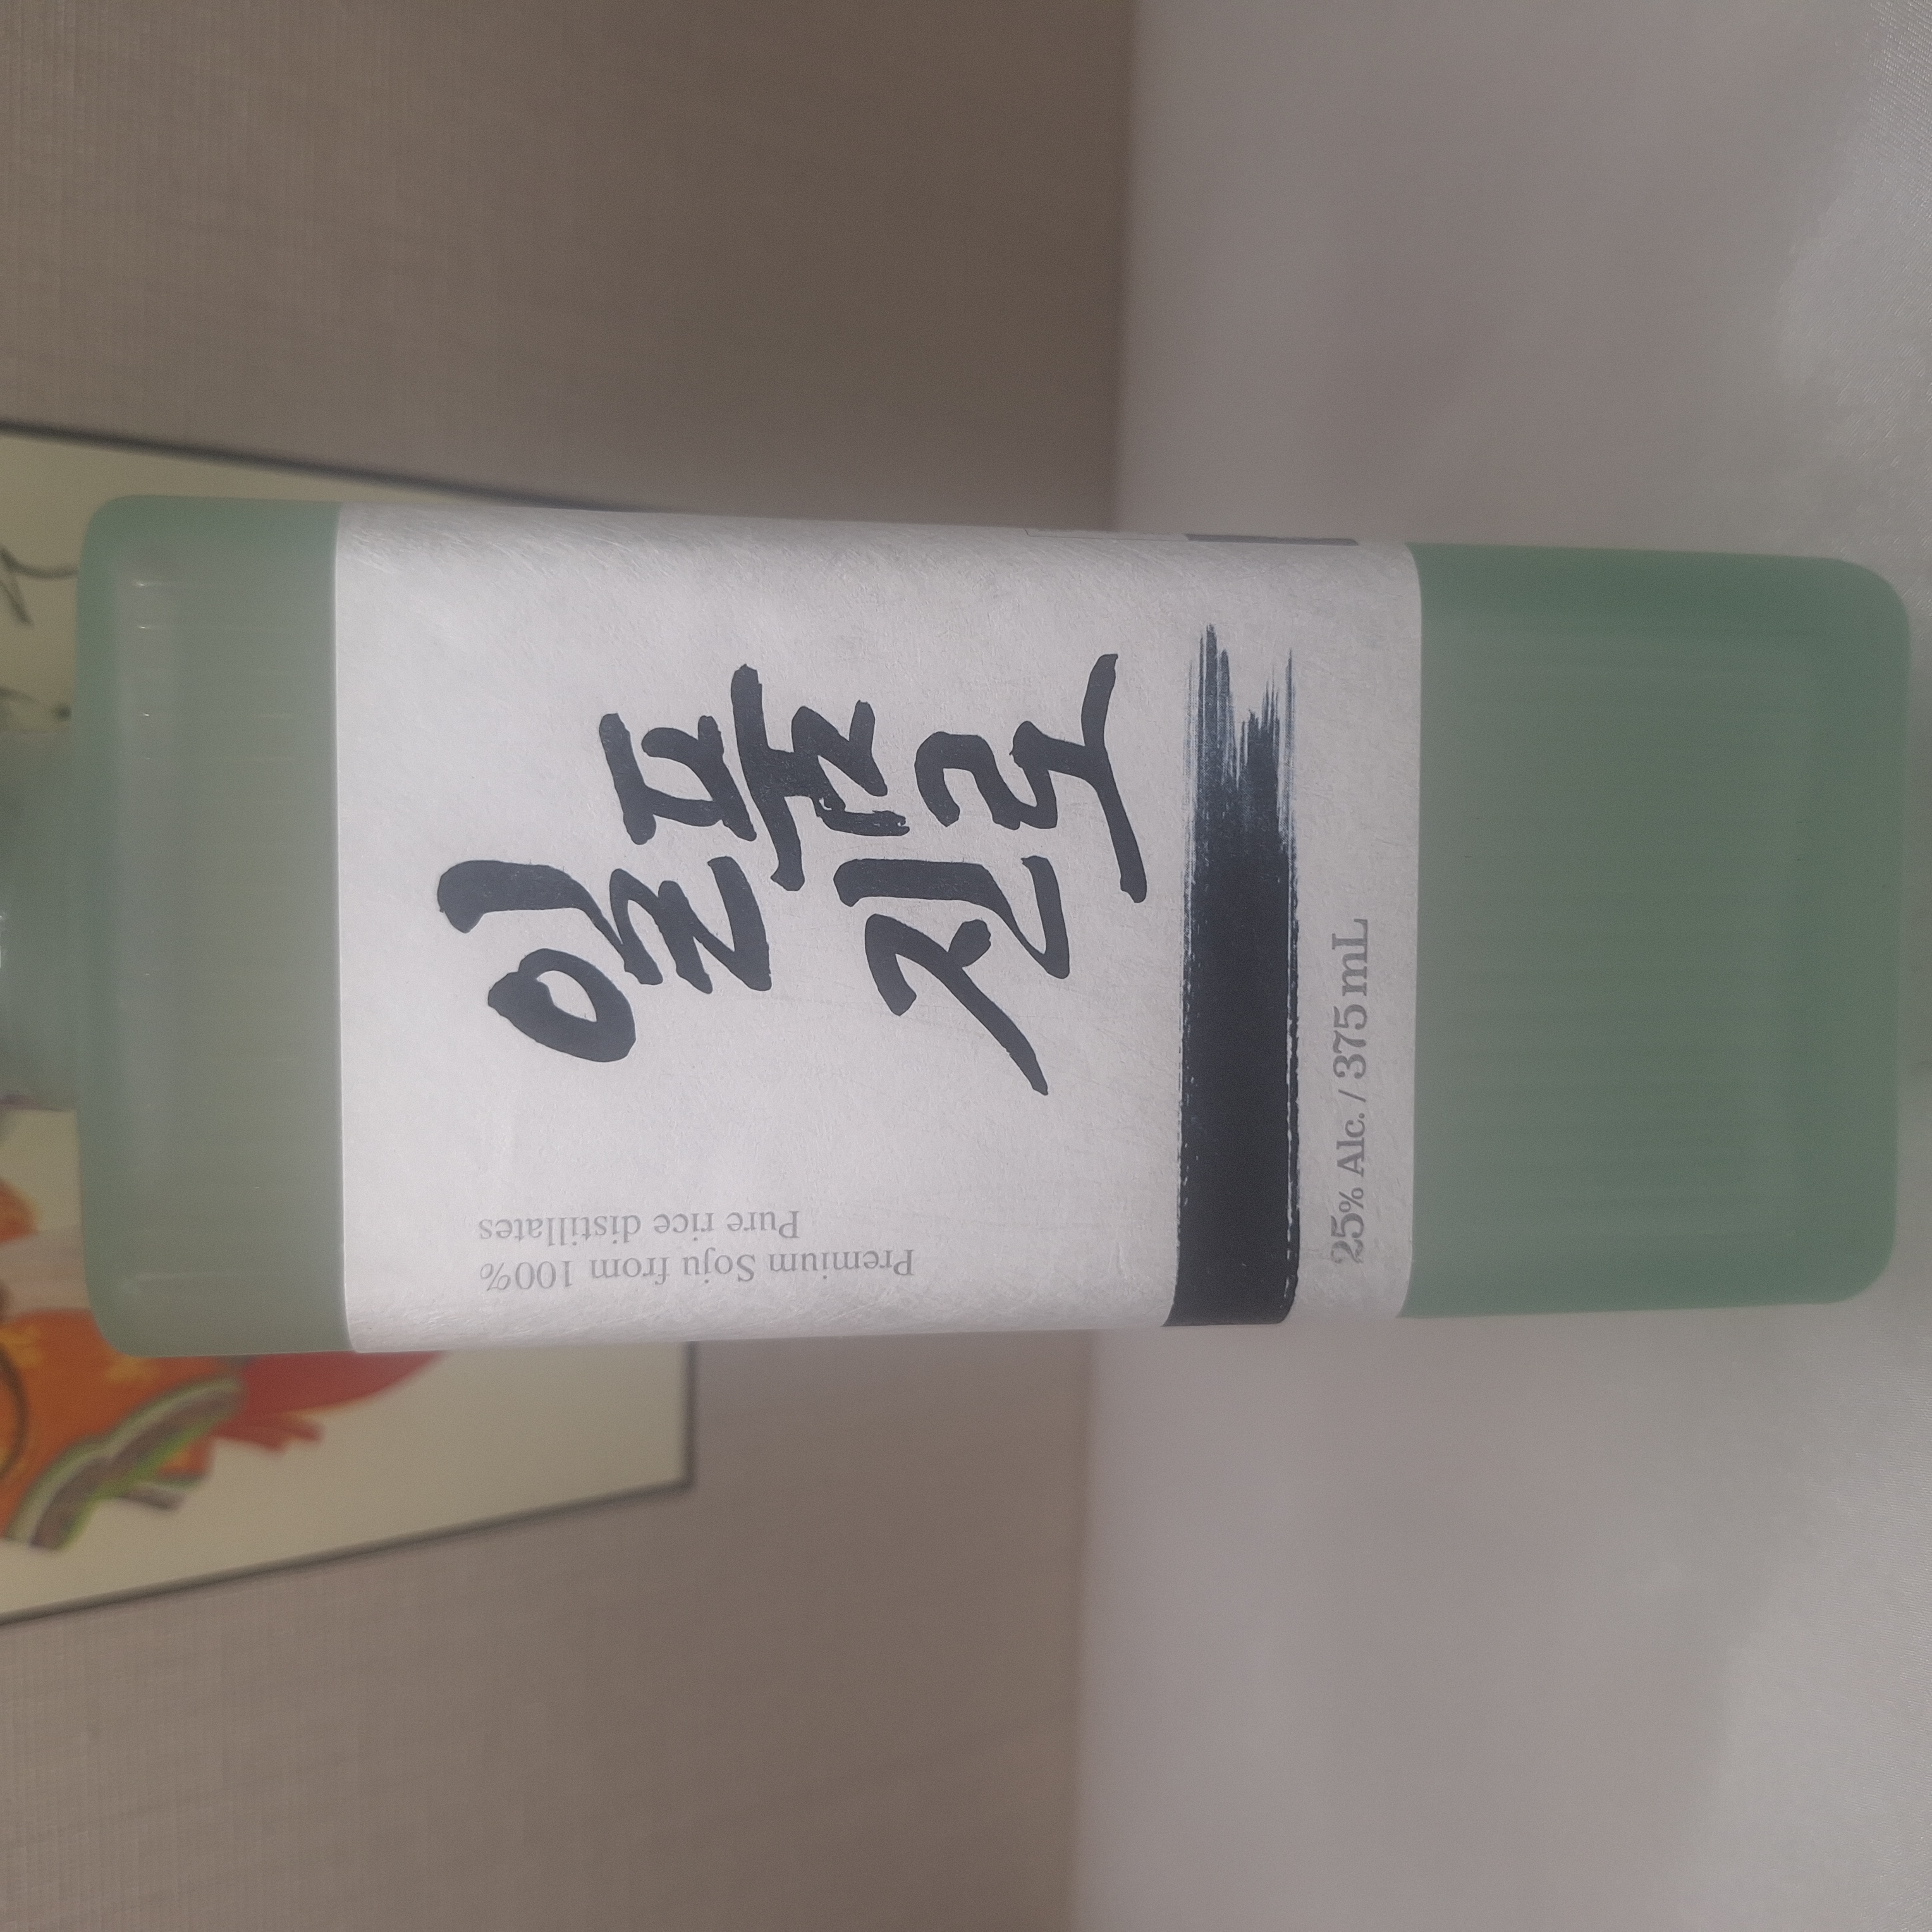 일품
진로
Premium Soju from 100%
Pure rice distillates
25% Alc. / 375 mL